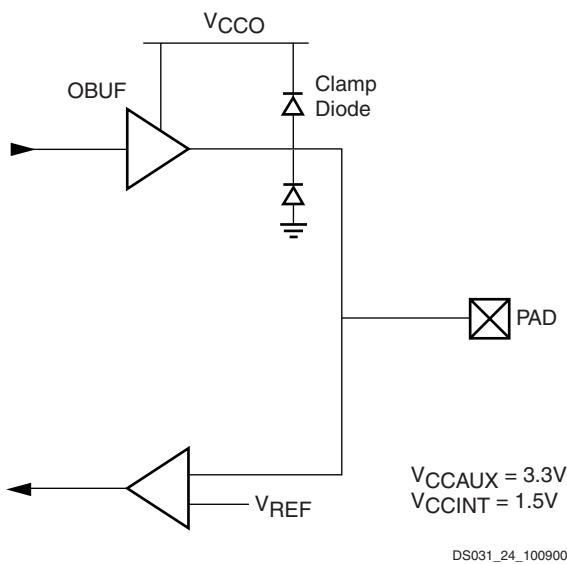 VCCO
OBUF
Clamp
Diode
PAD
VREF
VCCAUX = 3.3V
VCCINT = 1.5V
DS031_24_100900